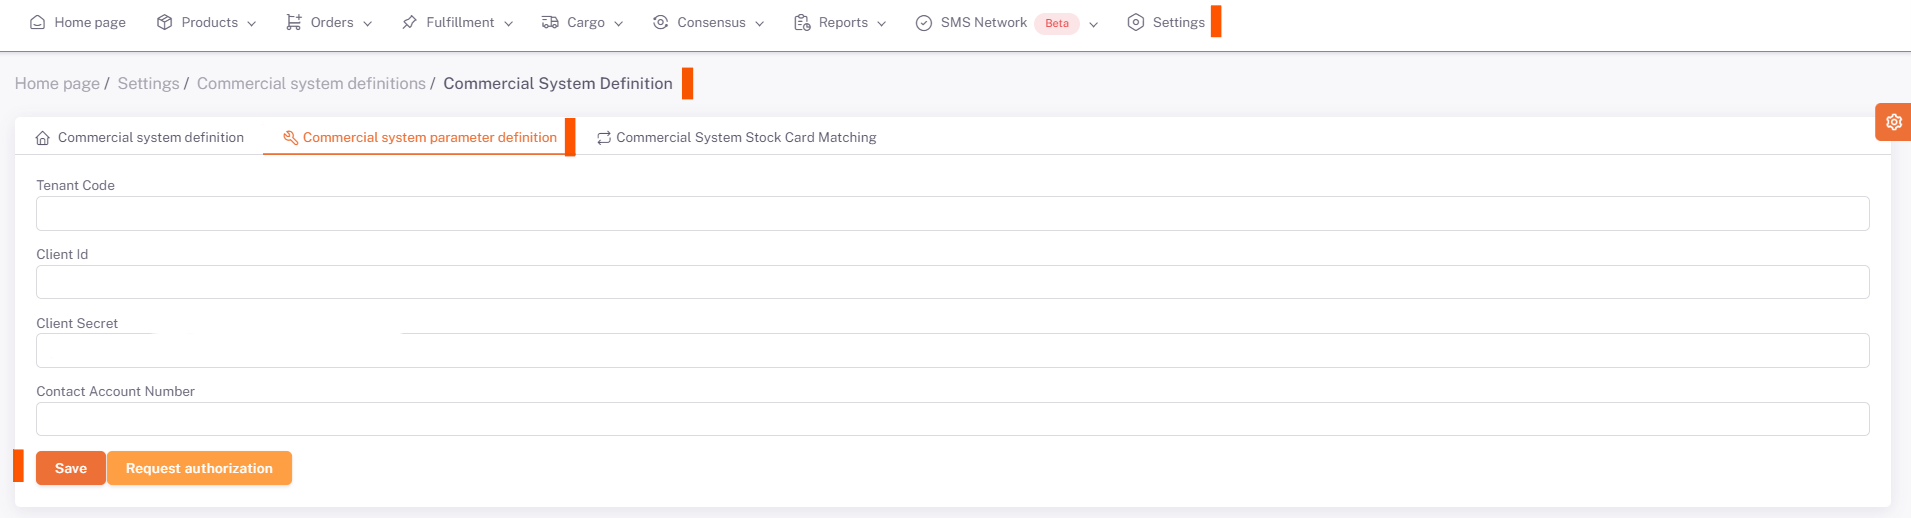 Home page Products Orders Fulfillment Cargo Consensus Reports SMS Network Beta Settings
Home page / Settings / Commercial system definitions / Commercial System Definition
Commercial system definition Commercial system parameter definition Commercial System Stock Card Matching
Tenant Code
Client Id
Client Secret
Contact Account Number
Save Request authorization